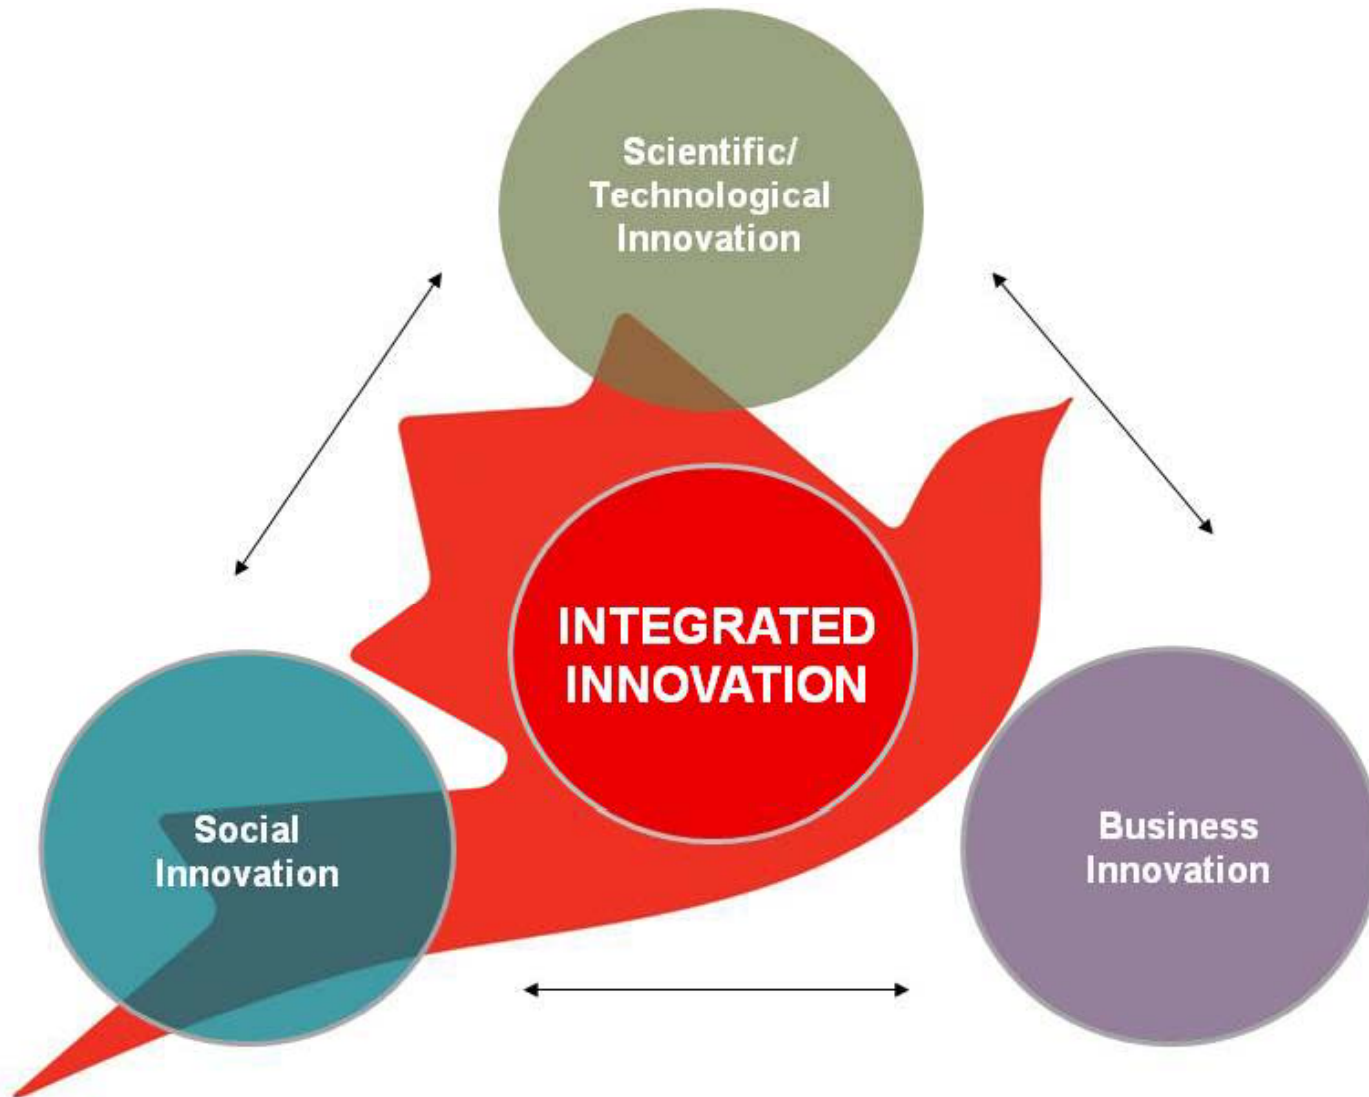 Scientific/
Technological
Innovation
INTEGRATED
INNOVATION
Social
Innovation
Business
Innovation